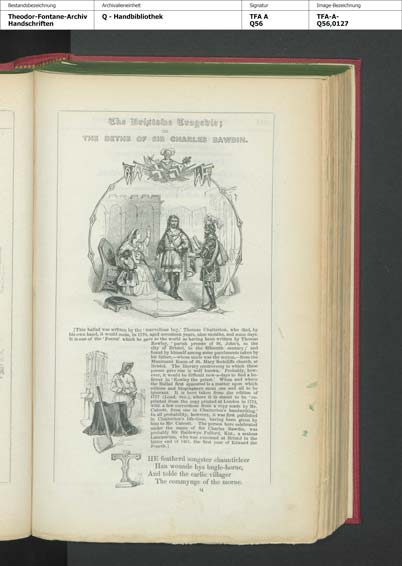 Bestandsbezeichnung
Archivalieneinheit
Signatur
Image-Bezeichnung
Theodor-Fontane-Archiv
Handschriften
Q - Handbibliothek
TFA A
Q56
TFA-A-
Q56,0127
The Bristowe Tragedie;
OR
THE DETHE OF SIR CHARLES BAWDIN.
[This ballad was written by the 'marvellous boy,' Thomas Chatterton, who died, by
his own hand, it would seem, in 1770, aged seventeen years, nine months, and some days.
It is one of the 'Poems' which he gave to the world as having been written by Thomas
Rowley, 'parish preeste of St. John's, in the
city of Bristol, in the fifteenth century;' and
found by himself among some parchments taken by
his father,—whose uncle was the sexton,—from the
Muniment Room of St. Mary Redcliffe church, at
Bristol. The literary controversy to which these
poems gave rise is well known. Probably, how-
ever, it would be difficult now-a-days to find a be-
liever in 'Rowley the priest.' When and where
the Ballad first appeared is a matter upon which
editors and biographers seem one and all to be
ignorant. It is here taken from the edition of
1777 (Lond. 8vo.), where it is stated to be 're-
printed from the copy printed at London in 1772,
with a few corrections from a copy made by Mr.
Catcott, from one in Chatterton's handwriting:'
in all probability, however, it was first published
in Chatterton's life-time, having been given by
him to Mr. Catcott. The person here celebrated
under the name of Sir Charles Bawdin, was
probably Sir Baldewyn Fulford, Knt., a zealous
Lancastrian, who was executed at Bristol in the
latter end of 1461, the first year of Edward the
Fourth.]
HE featherd songster chaunticleer
Han wounde hys bugle-horne,
And tolde the earlie villager
The commynge of the morne: